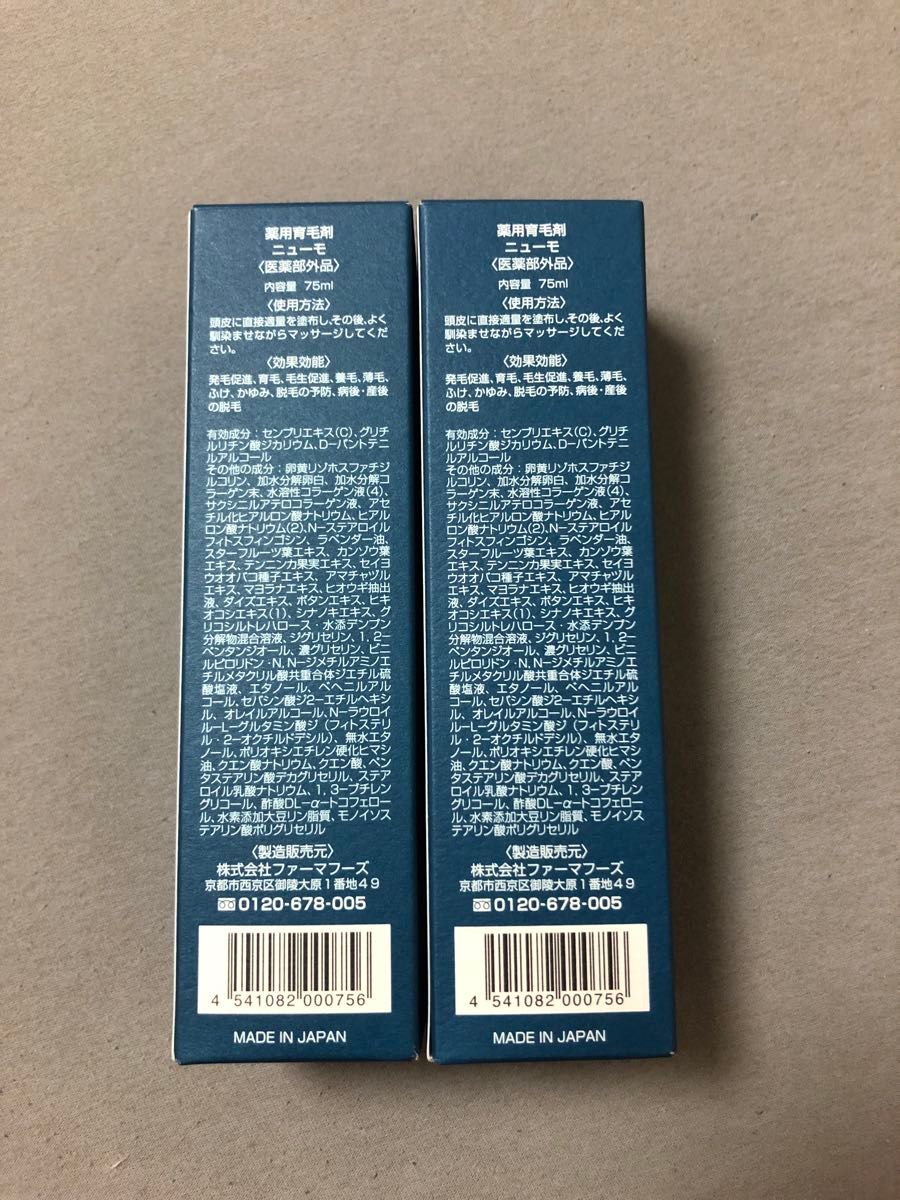 薬用育毛剤
ニューモ
〈医薬部外品〉
内容量 75ml
〈使用方法〉
頭皮に直接適量を塗布し、その後、よく
馴染ませながらマッサージしてくだ
さい。
〈効果効能〉
発毛促進、育毛、毛生促進、養毛、薄毛、
ふけ、かゆみ、脱毛の予防、病後・産後
の脱毛
有効成分：センブリエキス(C)、グリチ
ルリチン酸ジカリウム、D-パントテニ
ルアルコール
その他の成分：卵黄リゾホスファチジ
ルコリン、加水分解卵白、加水分解コ
ラーゲン末、水溶性コラーゲン液(4)、
サクシニルアテロコラーゲン液、アセ
チル化ヒアルロン酸ナトリウム、ヒアル
ロン酸ナトリウム(2)、N-ステアロイル
フィトスフィンゴシン、ラベンダー油、
スターフルーツ葉エキス、カンゾウ葉
エキス、テンニンカ果実エキス、セイヨ
ウオオバコ種子エキス、アマチャヅル
エキス、マヨラナエキス、ヒオウギ抽出
液、ダイズエキス、ボタンエキス、ヒキ
オコシエキス(1)、シナノキエキス、グ
リコシルトレハロース・水添デンプン
分解物混合溶液、ジグリセリン、1，2-
ペンタンジオール、濃グリセリン、ビニ
ルピロリドン・N，N-ジメチルアミノエ
チルメタクリル酸共重合体ジエチル硫
酸塩液、エタノール、ベヘニルアルコ
ール、セバシン酸ジ2-エチルヘキシ
ル、オレイルアルコール、N-ラウロイ
ル-L-グルタミン酸ジ（フィトステリ
ル・2-オクチルドデシル）、無水エタ
ノール、ポリオキシエチレン硬化ヒマシ
油、クエン酸ナトリウム、クエン酸、ペン
タステアリン酸デカグリセリル、ステア
ロイル乳酸ナトリウム、1，3-ブチレン
グリコール、酢酸DL-α-トコフェロー
ル、水素添加大豆リン脂質、モノイソス
テアリン酸ポリグリセリル
〈製造販売元〉
株式会社ファーマフーズ
京都市西京区御陵大原1番地49
0120-678-005
4 541082 000756
MADE IN JAPAN
薬用育毛剤
ニューモ
〈医薬部外品〉
内容量 75ml
〈使用方法〉
頭皮に直接適量を塗布し、その後、よく
馴染ませながらマッサージしてくだ
さい。
〈効果効能〉
発毛促進、育毛、毛生促進、養毛、薄毛、
ふけ、かゆみ、脱毛の予防、病後・産後
の脱毛
有効成分：センブリエキス(C)、グリチ
ルリチン酸ジカリウム、D-パントテニ
ルアルコール
その他の成分：卵黄リゾホスファチジ
ルコリン、加水分解卵白、加水分解コ
ラーゲン末、水溶性コラーゲン液(4)、
サクシニルアテロコラーゲン液、アセ
チル化ヒアルロン酸ナトリウム、ヒアル
ロン酸ナトリウム(2)、N-ステアロイル
フィトスフィンゴシン、ラベンダー油、
スターフルーツ葉エキス、カンゾウ葉
エキス、テンニンカ果実エキス、セイヨ
ウオオバコ種子エキス、アマチャヅル
エキス、マヨラナエキス、ヒオウギ抽出
液、ダイズエキス、ボタンエキス、ヒキ
オコシエキス(1)、シナノキエキス、グ
リコシルトレハロース・水添デンプン
分解物混合溶液、ジグリセリン、1，2-
ペンタンジオール、濃グリセリン、ビニ
ルピロリドン・N，N-ジメチルアミノエ
チルメタクリル酸共重合体ジエチル硫
酸塩液、エタノール、ベヘニルアルコ
ール、セバシン酸ジ2-エチルヘキシ
ル、オレイルアルコール、N-ラウロイ
ル-L-グルタミン酸ジ（フィトステリ
ル・2-オクチルドデシル）、無水エタ
ノール、ポリオキシエチレン硬化ヒマシ
油、クエン酸ナトリウム、クエン酸、ペン
タステアリン酸デカグリセリル、ステア
ロイル乳酸ナトリウム、1，3-ブチレン
グリコール、酢酸DL-α-トコフェロー
ル、水素添加大豆リン脂質、モノイソス
テアリン酸ポリグリセリル
〈製造販売元〉
株式会社ファーマフーズ
京都市西京区御陵大原1番地49
0120-678-005
4 541082 000756
MADE IN JAPAN